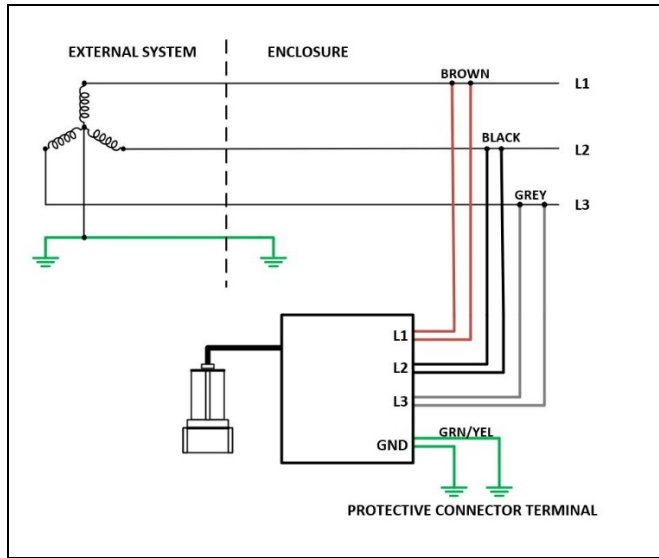 EXTERNAL SYSTEM
ENCLOSURE
BROWN
L1
BLACK
L2
GREY
L3
L1
L2
L3
GRN/YEL
GND
PROTECTIVE CONNECTOR TERMINAL